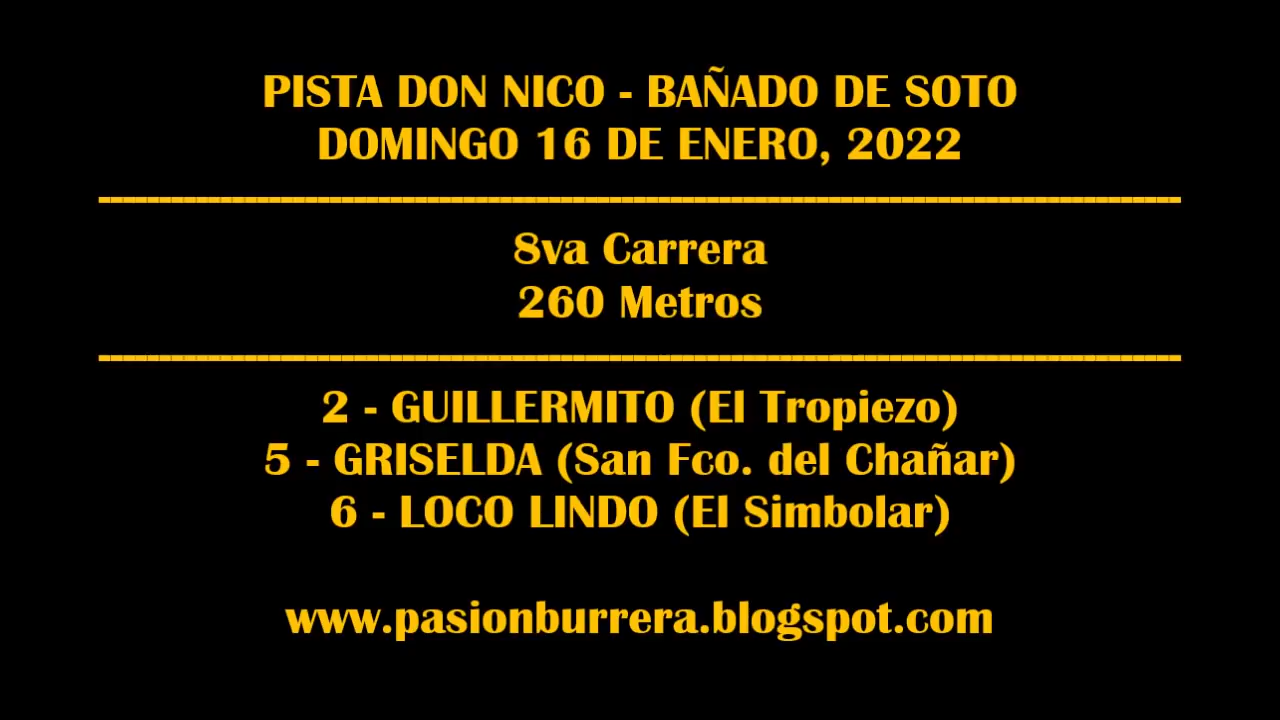 PISTA DON NICO - BAÑADO DE SOTO
DOMINGO 16 DE ENERO, 2022
8va Carrera
260 Metros
2 - GUILLERMITO (El Tropiezo)
5 - GRISELDA (San Fco. del Chañar)
6 - LOCO LINDO (El Simbolar)
www.pasionburrera.blogspot.com